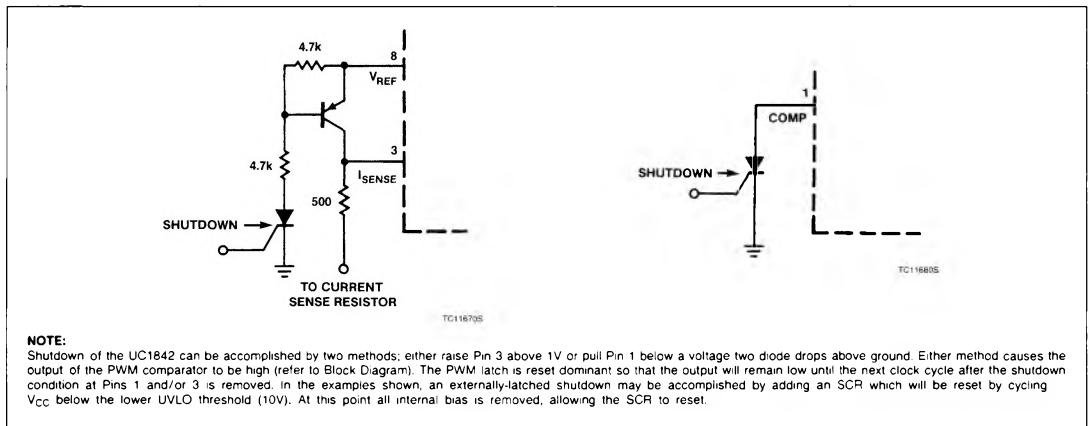 4.7k
8
VREF
4.7k
3
ISENSE
500
SHUTDOWN
TO CURRENT
SENSE RESISTOR
TC11670S
1
COMP
SHUTDOWN
TC11680S
NOTE:
Shutdown of the UC1842 can be accomplished by two methods; either raise Pin 3 above 1V or pull Pin 1 below a voltage two diode drops above ground. Either method causes the
output of the PWM comparator to be high (refer to Block Diagram). The PWM latch is reset dominant so that the output will remain low until the next clock cycle after the shutdown
condition at Pins 1 and/or 3 is removed. In the examples shown, an externally-latched shutdown may be accomplished by adding an SCR which will be reset by cycling
VCC below the lower UVLO threshold (10V). At this point all internal bias is removed, allowing the SCR to reset.